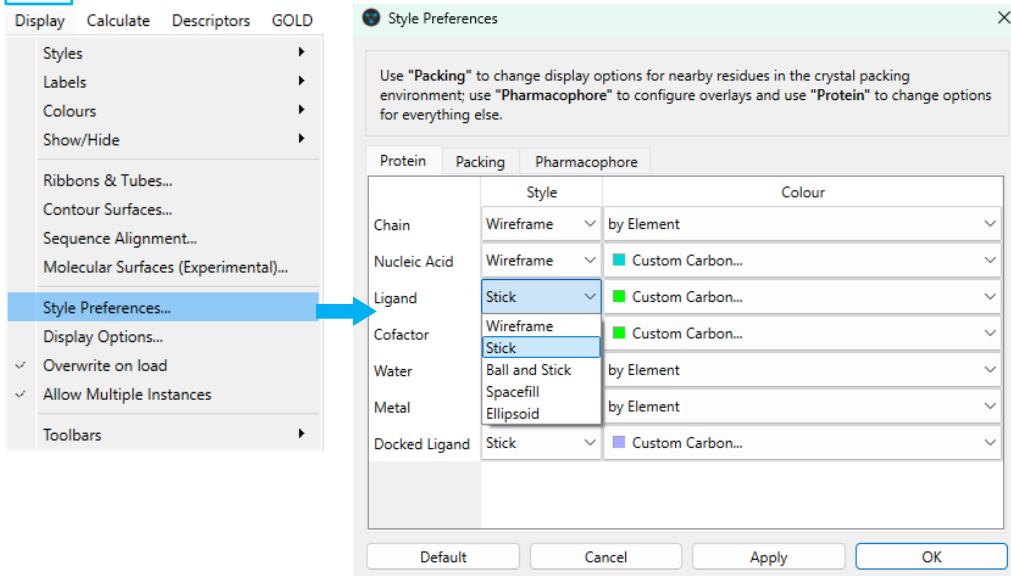 Display Calculate Descriptors GOLD
Styles
Labels
Colours
Show/Hide
Ribbons & Tubes...
Contour Surfaces...
Sequence Alignment...
Molecular Surfaces (Experimental)...
Style Preferences...
Display Options...
Overwrite on load
Allow Multiple Instances
Toolbars
Style Preferences
Use "Packing" to change display options for nearby residues in the crystal packing
environment; use "Pharmacophore" to configure overlays and use "Protein" to change options
for everything else.
Protein Packing Pharmacophore
Style Colour
Chain Wireframe by Element
Nucleic Acid Wireframe Custom Carbon...
Ligand Stick Custom Carbon...
Wireframe
Stick
Ball and Stick
Spacefill
Ellipsoid
Cofactor Custom Carbon...
Water by Element
Metal by Element
Docked Ligand Stick Custom Carbon...
Default Cancel Apply OK